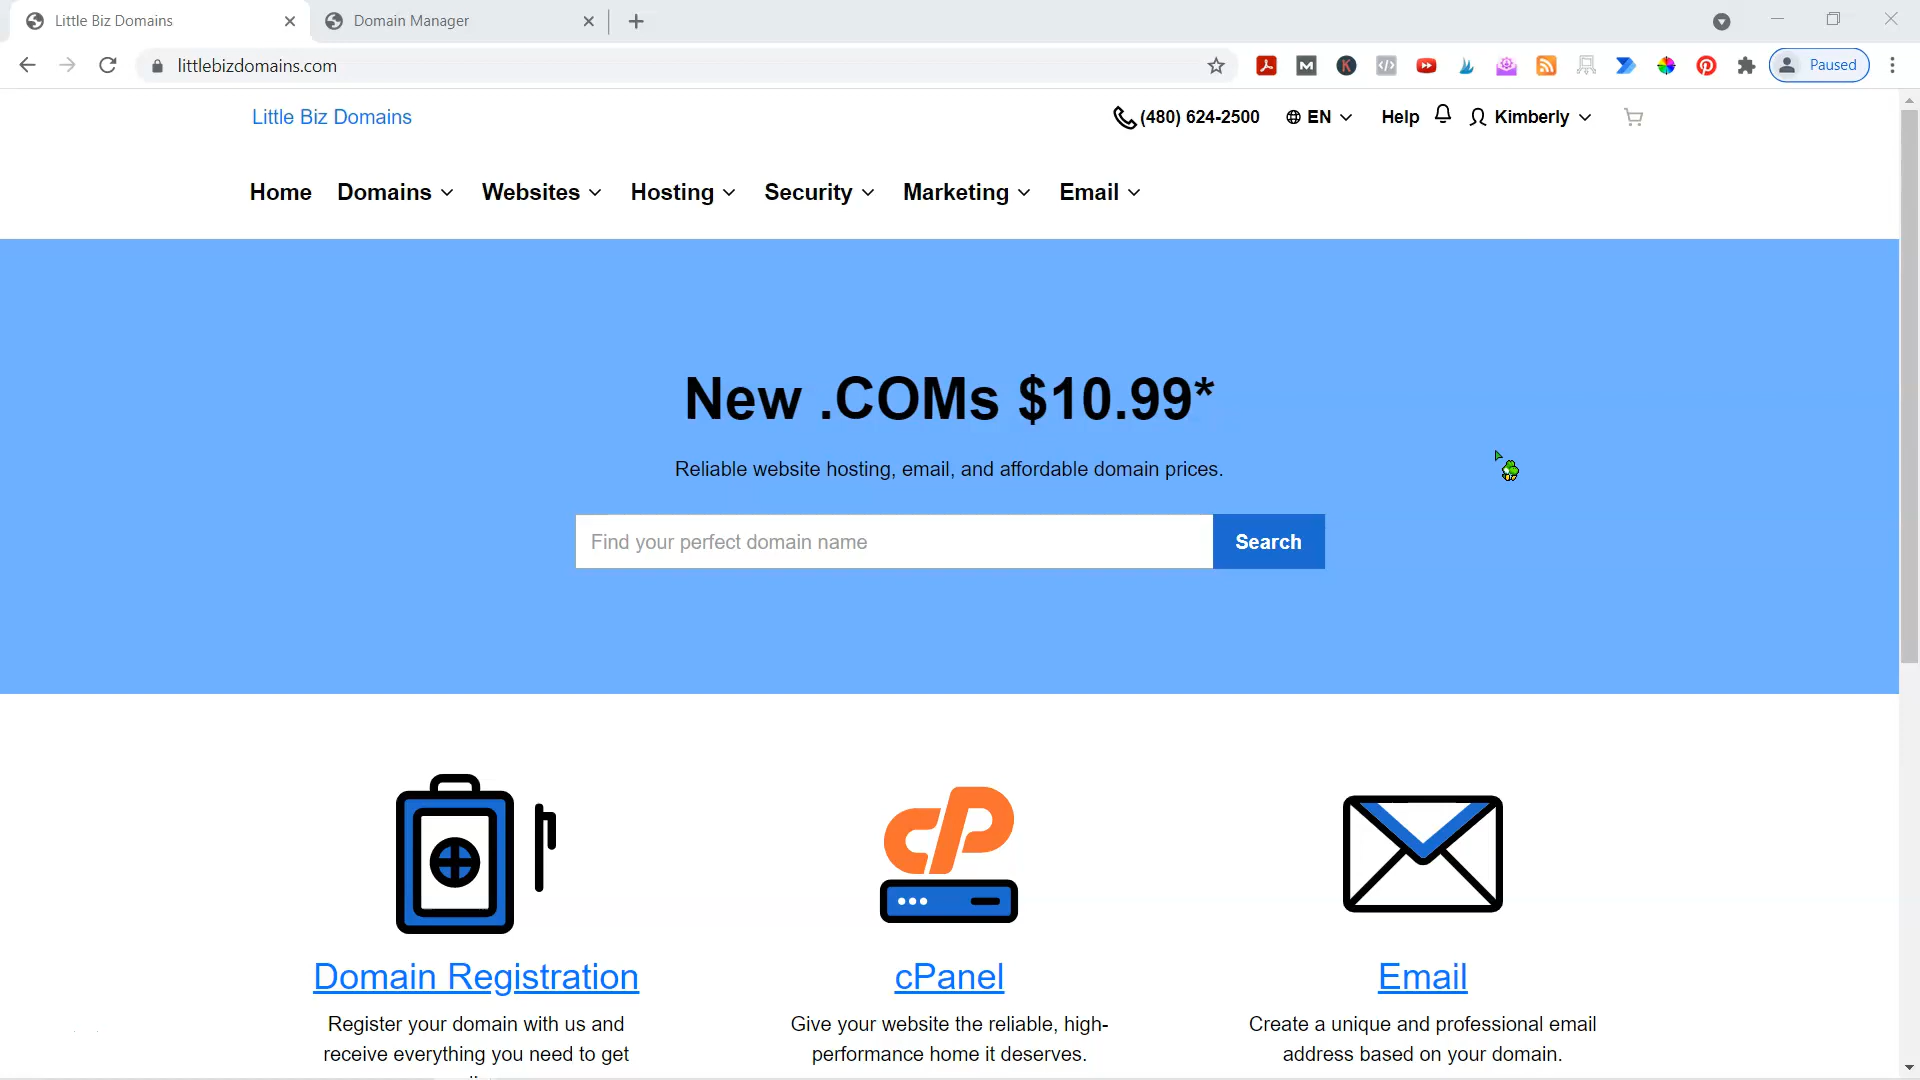 Little Biz Domains
Domain Manager
littlebizdomains.com
Paused
Little Biz Domains
(480) 624-2500
EN
Help
Kimberly
Home
Domains
Websites
Hosting
Security
Marketing
Email
New .COMs $10.99*
Reliable website hosting, email, and affordable domain prices.
Find your perfect domain name
Search
cP
Domain Registration
Register your domain with us and
receive everything you need to get
cPanel
Give your website the reliable, high-
performance home it deserves.
Email
Create a unique and professional email
address based on your domain.